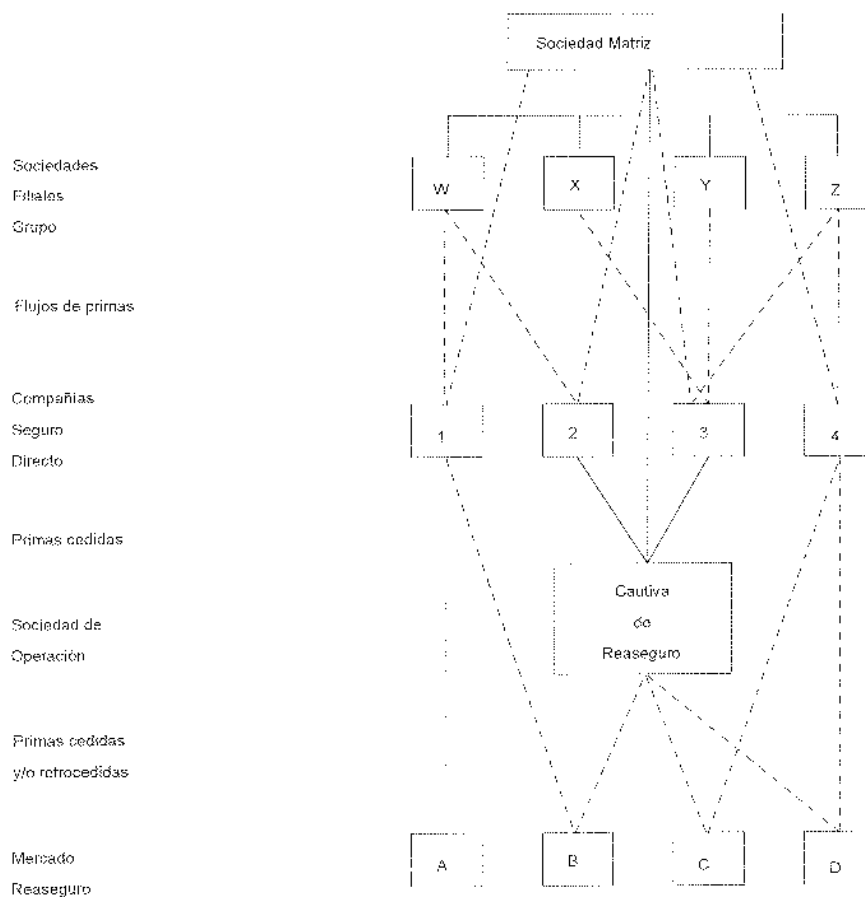 Sociedad Matriz
Sociedades
Filiales
Grupo
W
X
Y
Z
Flujos de primas
Compañias
Seguro
Directo
1
2
3
4
Primas cedidas
Cautiva
de
Reaseguro
Sociedad de
Operación
Primas cedidas
y/o retrocedidas
Mercado
Reaseguro
A
B
C
D